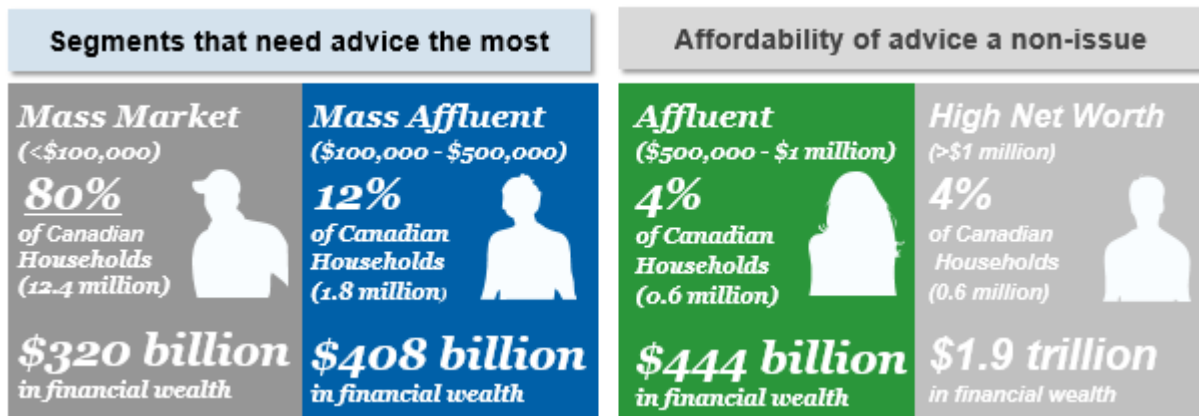 Segments that need advice the most
Affordability of advice a non-issue
Mass Market
(<$100,000)
80%
of Canadian
Households
(12.4 million)
$320 billion
in financial wealth
Mass Affluent
($100,000 - $500,000)
12%
of Canadian
Households
(1.8 million)
$408 billion
in financial wealth
Affluent
($500,000 - $1 million)
4%
of Canadian
Households
(0.6 million)
$444 billion
in financial wealth
High Net Worth
(>$1 million)
4%
of Canadian
Households
(0.6 million)
$1.9 trillion
in financial wealth